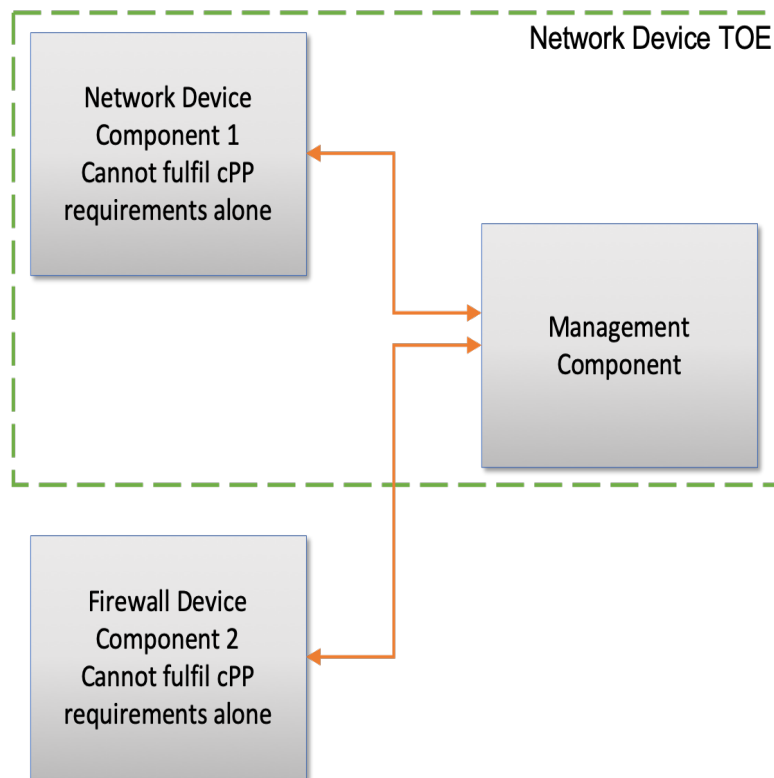 Network Device TOE
Network Device
Component 1
Cannot fulfil cPP
requirements alone
Management
Component
Firewall Device
Component 2
Cannot fulfil cPP
requirements alone